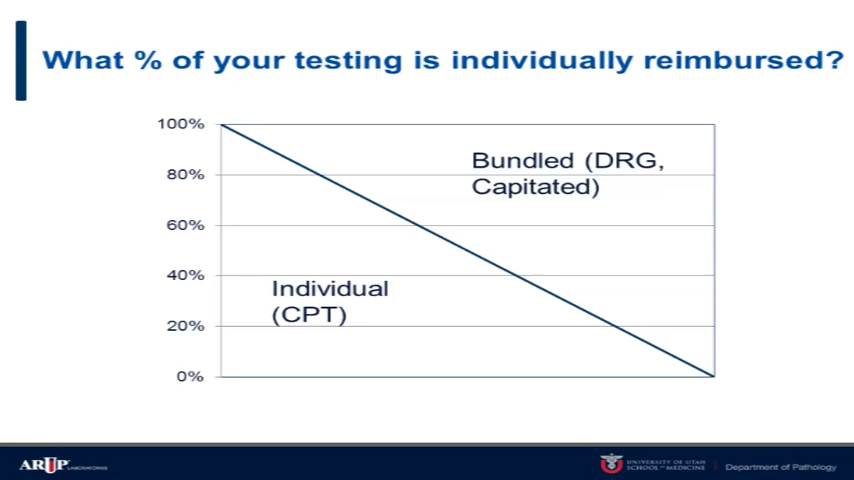 What % of your testing is individually reimbursed?
100%
80%
60%
40%
20%
0%
Bundled (DRG,
Capitated)
Individual
(CPT)
ARUP LABORATORIES
UNIVERSITY OF UTAH
SCHOOL OF MEDICINE
Department of Pathology